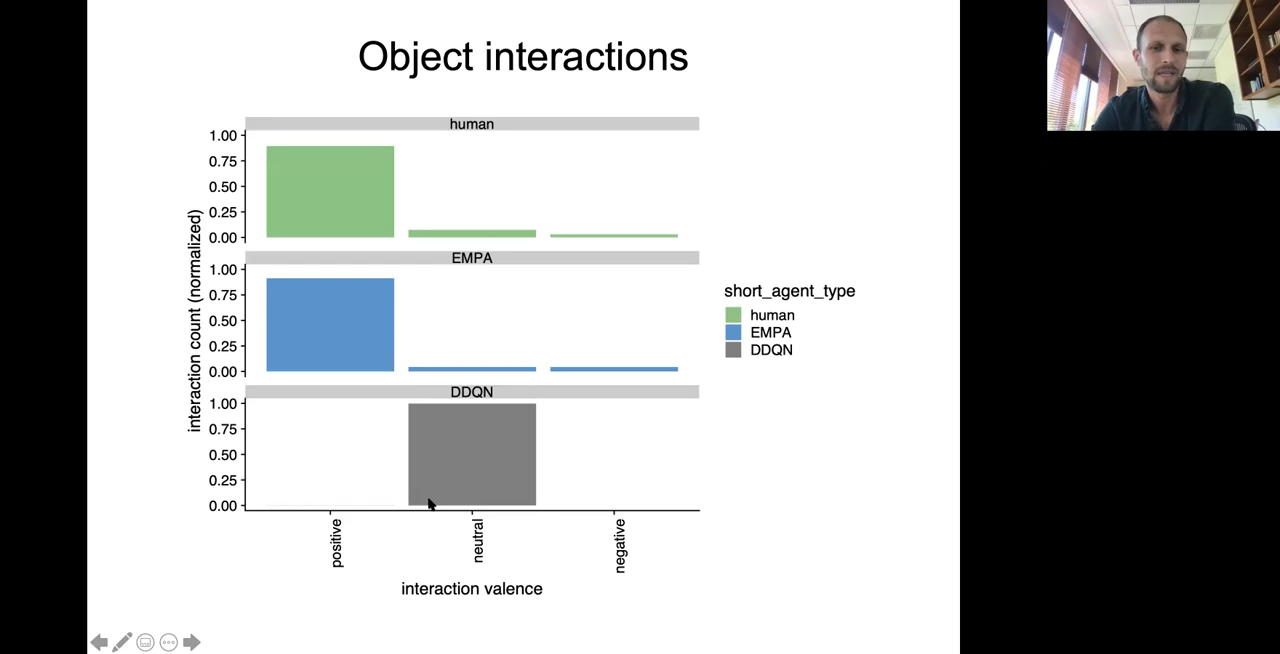 Object interactions
human
1.00
0.75
0.50
0.25
0.00
EMPA
1.00
0.75
0.50
0.25
0.00
DDQN
1.00
0.75
0.50
0.25
0.00
interaction count (normalized)
positive
neutral
negative
interaction valence
short_agent_type
human
EMPA
DDQN